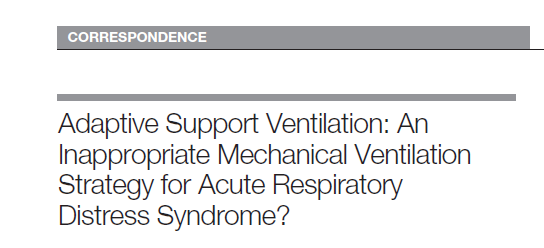 CORRESPONDENCE
Adaptive Support Ventilation: An
Inappropriate Mechanical Ventilation
Strategy for Acute Respiratory
Distress Syndrome?